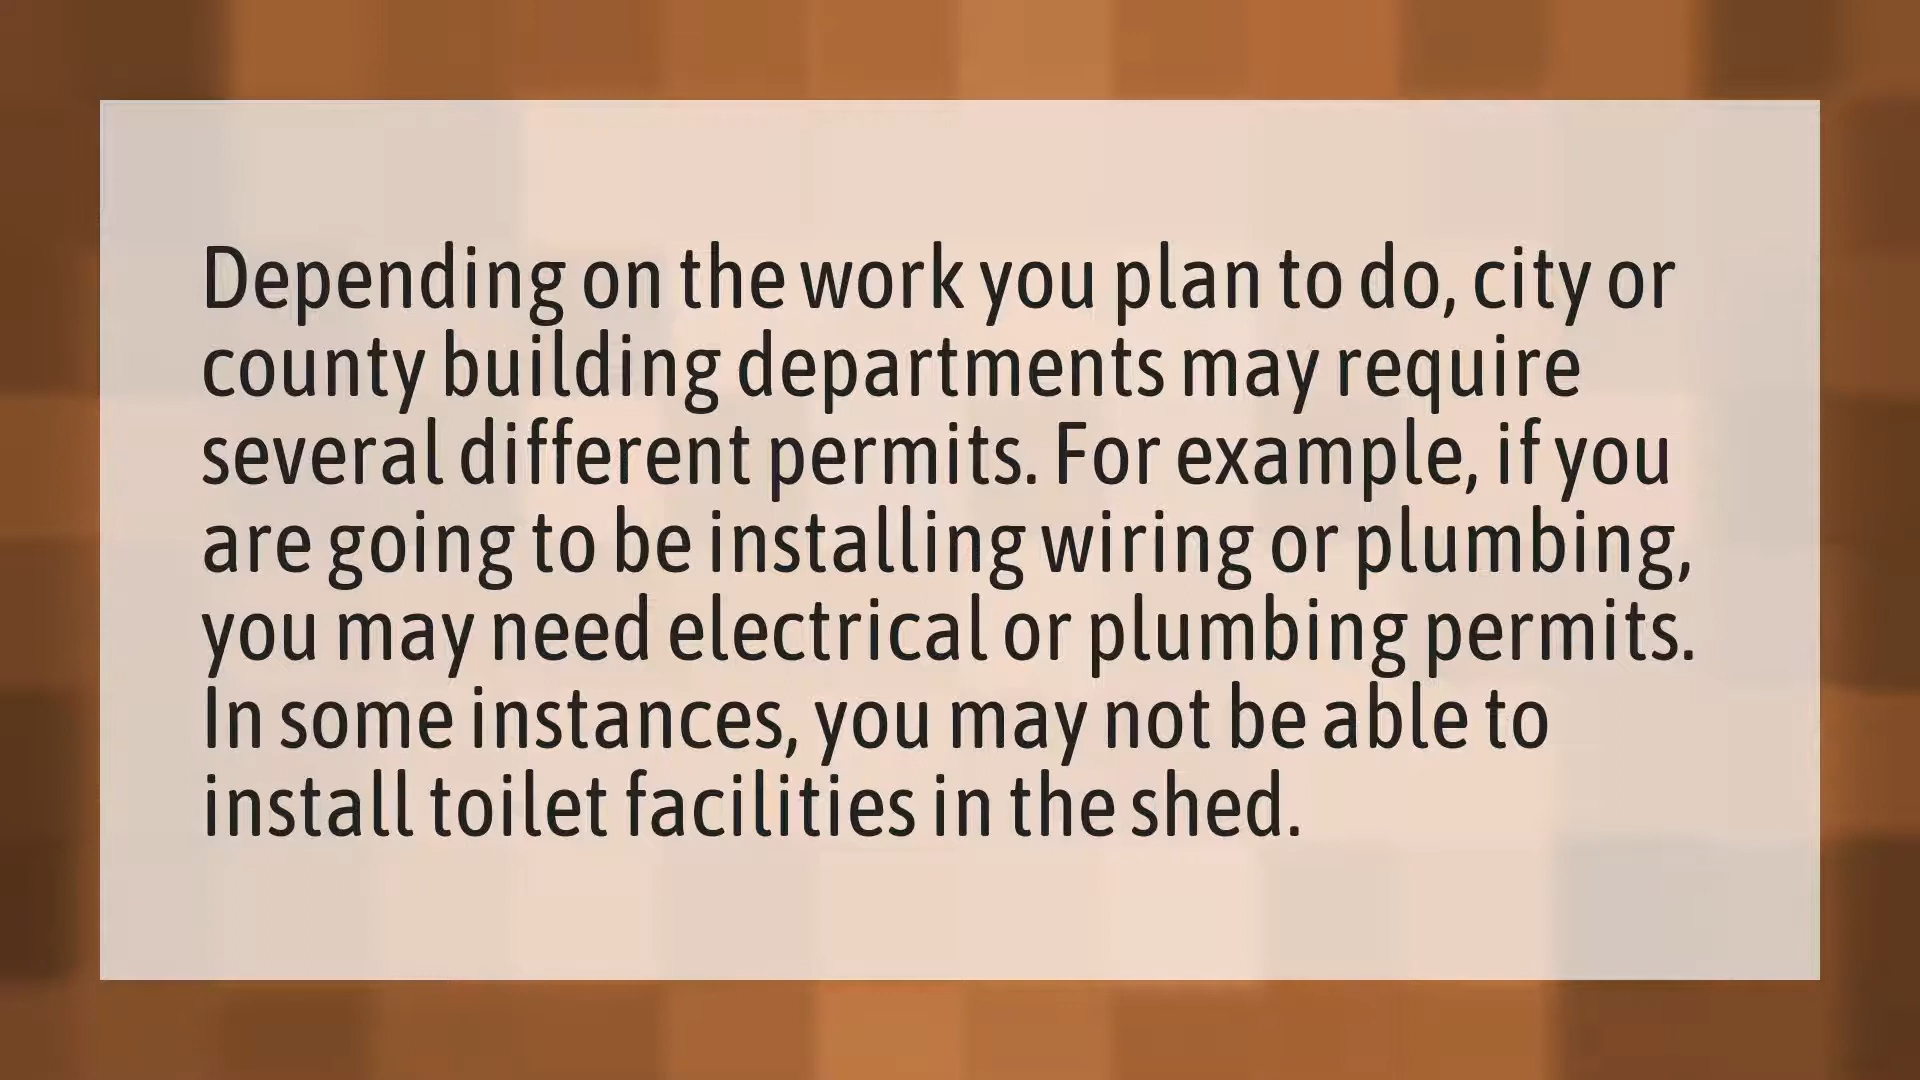 Depending on the work you plan to do, city or
county building departments may require
several different permits. For example, if you
are going to be installing wiring or plumbing,
you may need electrical or plumbing permits.
In some instances, you may not be able to
install toilet facilities in the shed.